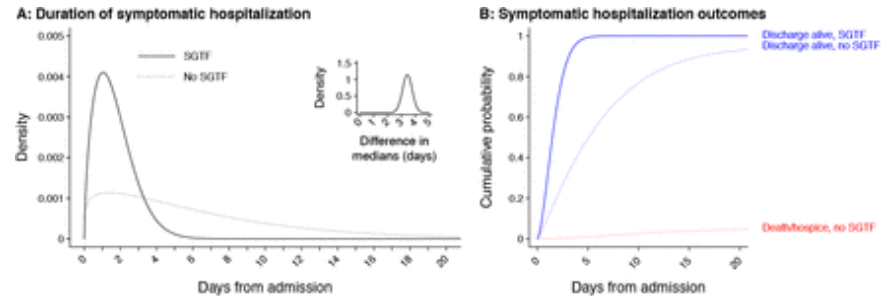 A: Duration of symptomatic hospitalization
0.005
0.004
0.003
0.002
0.001
0
Density
SGTF
No SGTF
1.5
1
0.5
0
Density
0 1 2 3 4 5
Difference in
medians (days)
0 2 4 6 8 10 12 14 16 18 20
Days from admission
B: Symptomatic hospitalization outcomes
1
0.8
0.6
0.4
0.2
0
Cumulative probability
0 5 10 15 20
Days from admission
Discharge alive, SGTF
Discharge alive, no SGTF
Death/hospice, no SGTF